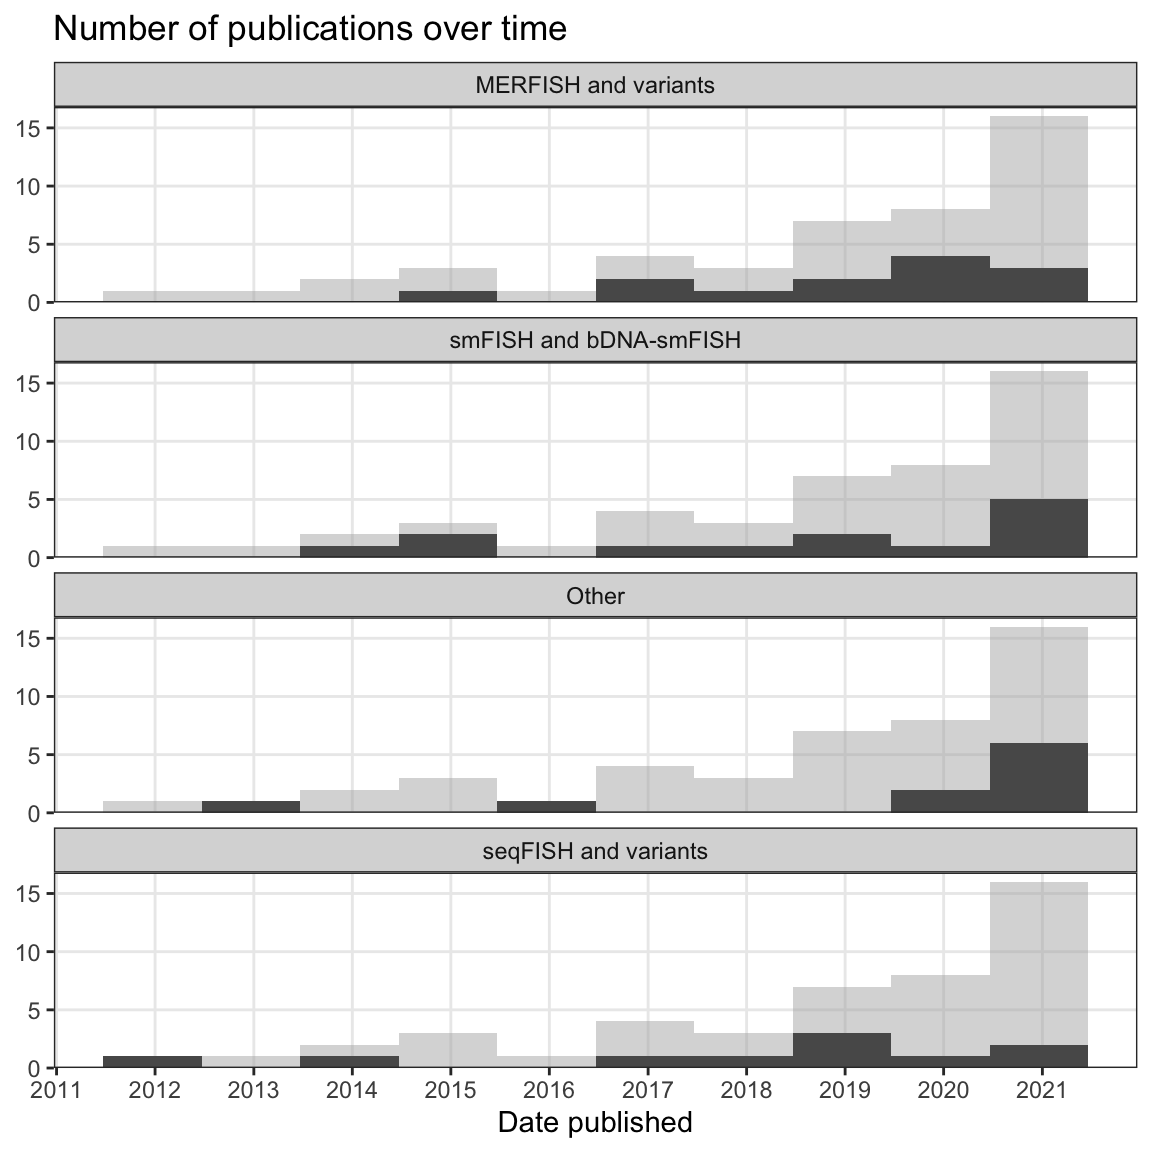 Number of publications over time
MERFISH and variants
15
10
5
0
smFISH and bDNA-smFISH
15
10
5
0
Other
15
10
5
0
seqFISH and variants
15
10
5
0
2011 2012 2013 2014 2015 2016 2017 2018 2019 2020 2021
Date published